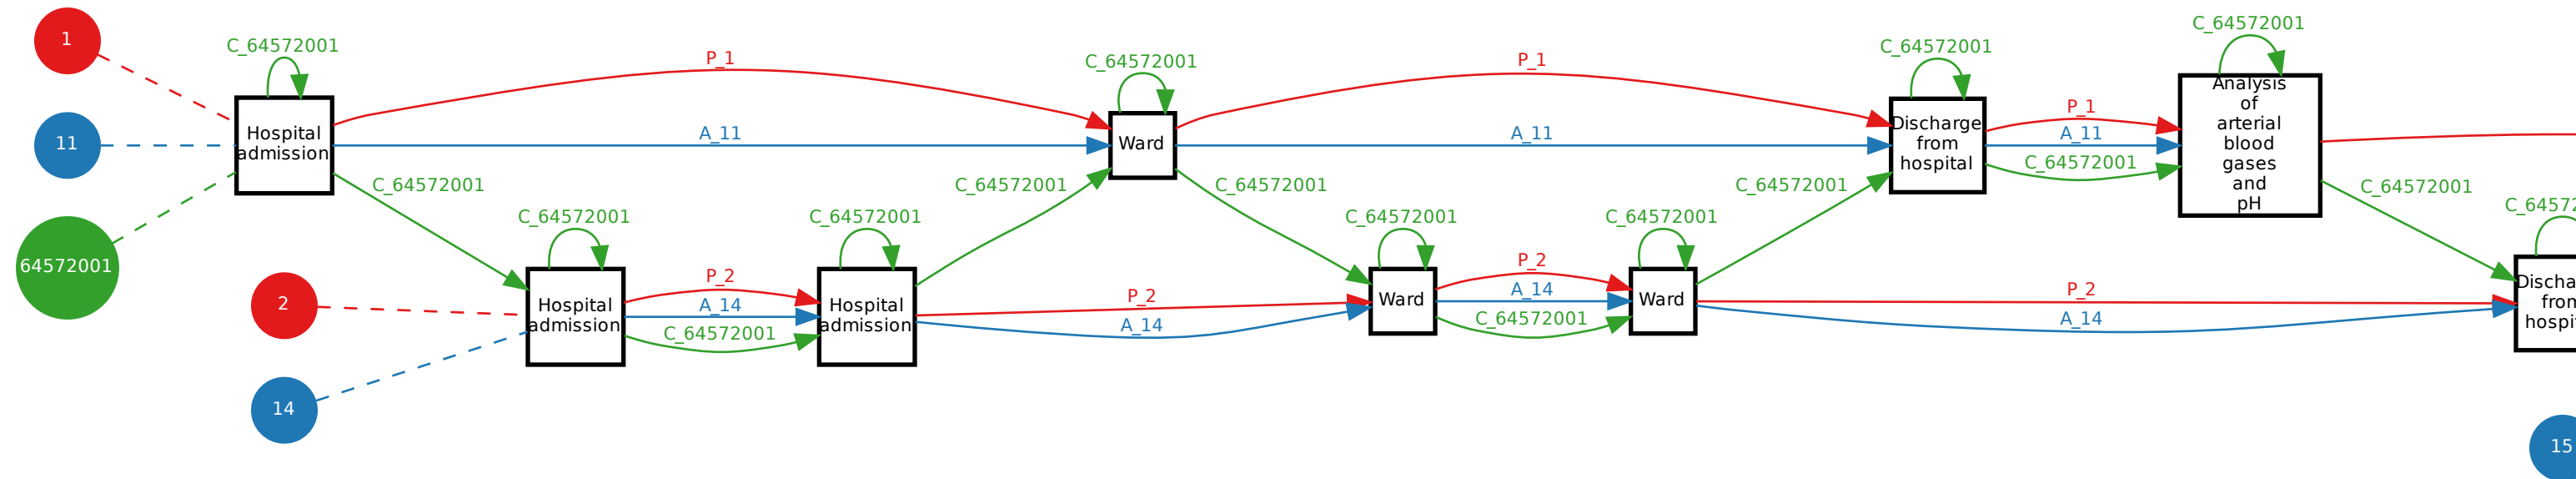 1
11
64572001
2
14
C_64572001
Hospital
admission
P_1
A_11
C_64572001
C_64572001
Hospital
admission
P_2
A_14
C_64572001
C_64572001
Hospital
admission
C_64572001
P_2
A_14
C_64572001
Ward
P_1
A_11
C_64572001
C_64572001
Ward
P_2
A_14
C_64572001
C_64572001
Ward
C_64572001
P_2
A_14
C_64572001
Discharge
from
hospital
P_1
A_11
C_64572001
C_64572001
Analysis
of
arterial
blood
gases
and
pH
C_64572001
15